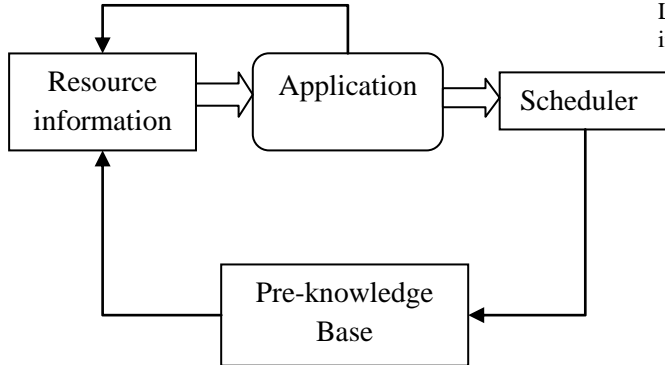 Resource
information
Application
Scheduler
Pre-knowledge
Base